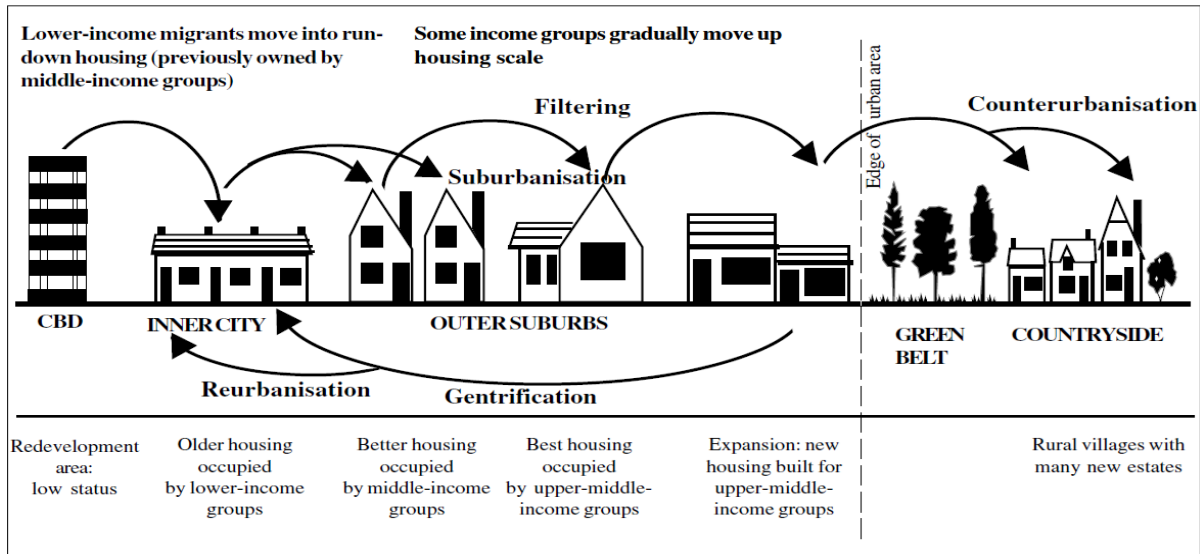 Lower-income migrants move into run-
down housing (previously owned by
middle-income groups)
Some income groups gradually move up
housing scale
Edge of urban area
Counterurbanisation
Filtering
Suburbanisation
CBD
INNER CITY
OUTER SUBURBS
GREEN
BELT
COUNTRYSIDE
Reurbanisation
Gentrification
Redevelopment
area:
low status
Older housing
occupied
by lower-income
groups
Better housing
occupied
by middle-income
groups
Best housing
occupied
by upper-middle-
income groups
Expansion: new
housing built for
upper-middle-
income groups
Rural villages with
many new estates